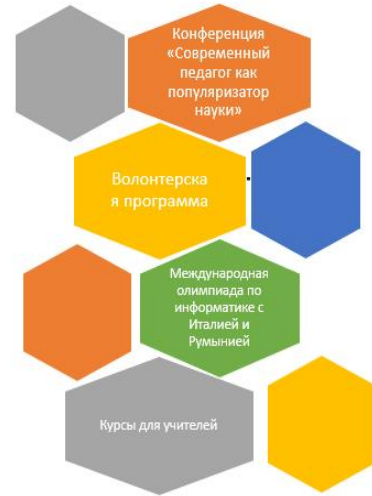 Конференция
«Современный
педагог как
популяризатор
науки»
Волонтерска
я программа
Международная
олимпиада по
информатике с
Италией и
Румынией
Курсы для учителей